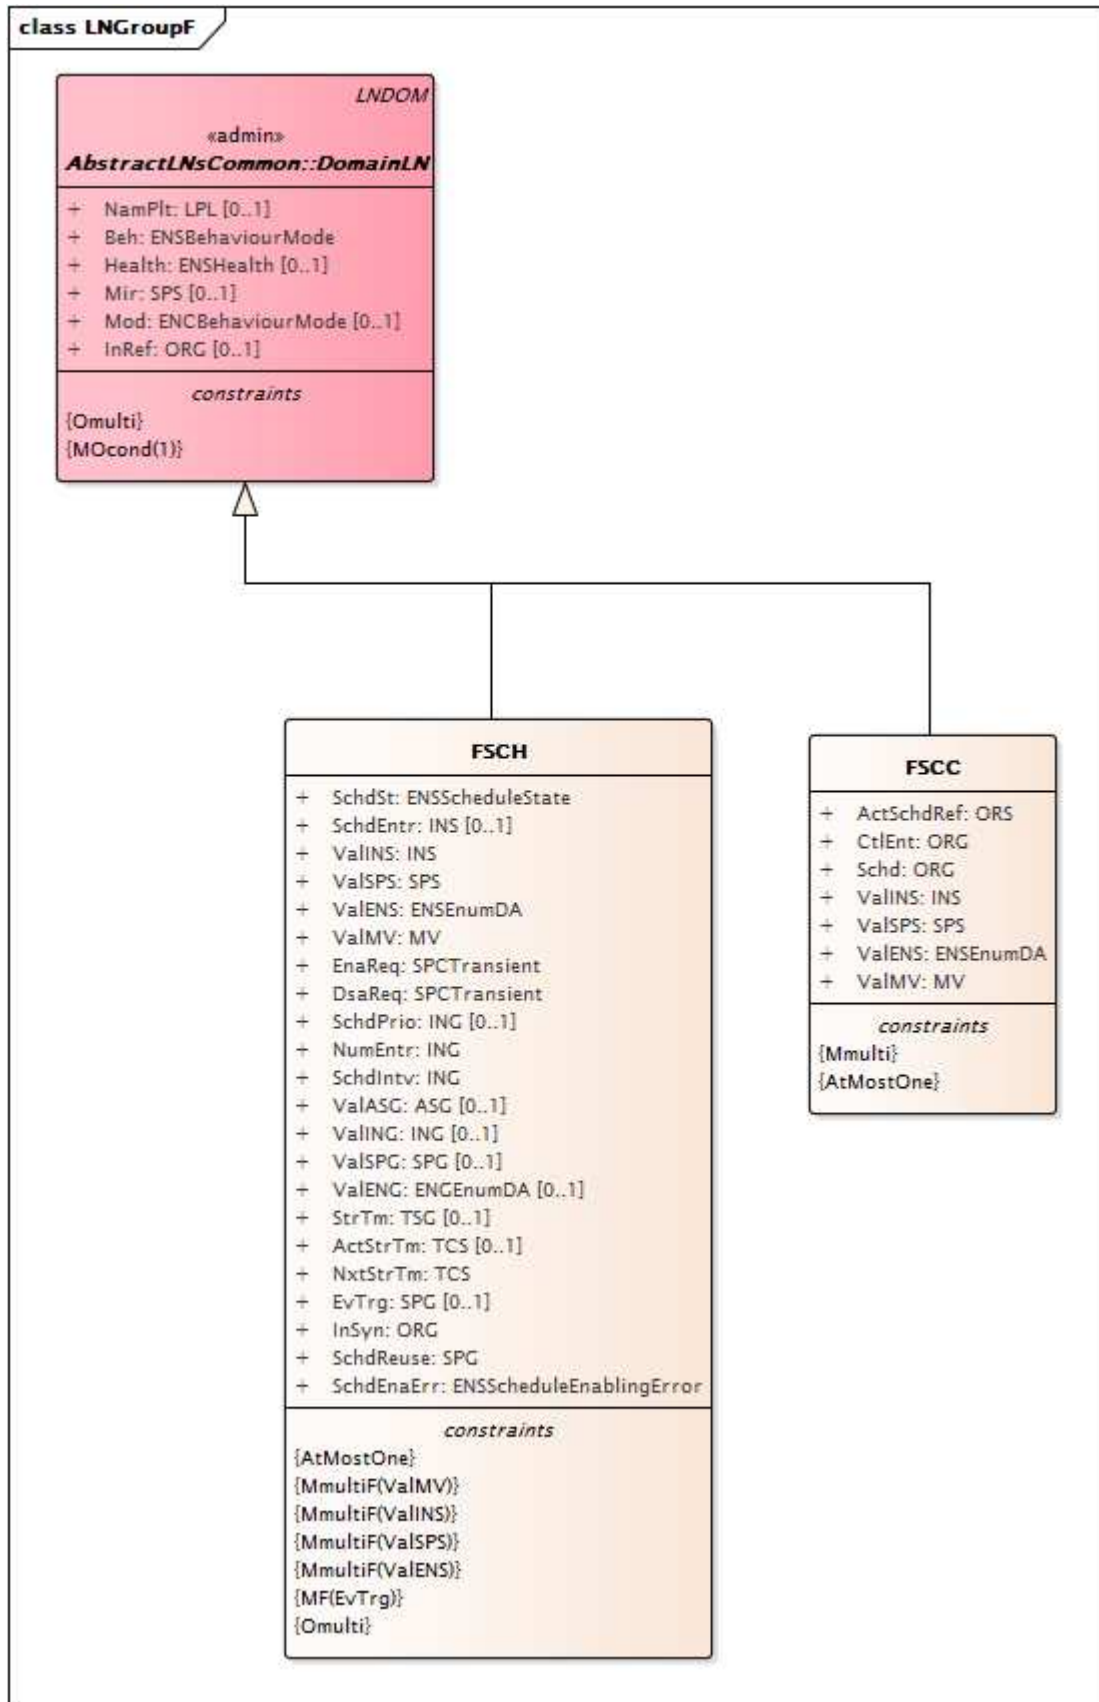 class LNGroupF
LNDOM
«admin»
AbstractLNsCommon::DomainLN
+ NamPlt: LPL [0..1]
+ Beh: ENSBehaviourMode
+ Health: ENSHealth [0..1]
+ Mir: SPS [0..1]
+ Mod: ENCBehaviourMode [0..1]
+ InRef: ORG [0..1]
constraints
{Omulti}
{MOcond(1)}
FSCH
+ SchdSt: ENSScheduleState
+ SchdEntr: INS [0..1]
+ ValINS: INS
+ ValSPS: SPS
+ ValENS: ENSEnumDA
+ ValMV: MV
+ EnaReq: SPCTransient
+ DsaReq: SPCTransient
+ SchdPrio: ING [0..1]
+ NumEntr: ING
+ SchdIntv: ING
+ ValASG: ASG [0..1]
+ ValING: ING [0..1]
+ ValSPG: SPG [0..1]
+ ValENG: ENGEnumDA [0..1]
+ StrTm: TSG [0..1]
+ ActStrTm: TCS [0..1]
+ NxtStrTm: TCS
+ EvTrg: SPG [0..1]
+ InSyn: ORG
+ SchdReuse: SPG
+ SchdEnaErr: ENSScheduleEnablingError
constraints
{AtMostOne}
{MmultiF(ValMV)}
{MmultiF(ValINS)}
{MmultiF(ValSPS)}
{MmultiF(ValENS)}
{MF(EvTrg)}
{Omulti}
FSCC
+ ActSchdRef: ORS
+ CtlEnt: ORG
+ Schd: ORG
+ ValINS: INS
+ ValSPS: SPS
+ ValENS: ENSEnumDA
+ ValMV: MV
constraints
{Mmulti}
{AtMostOne}